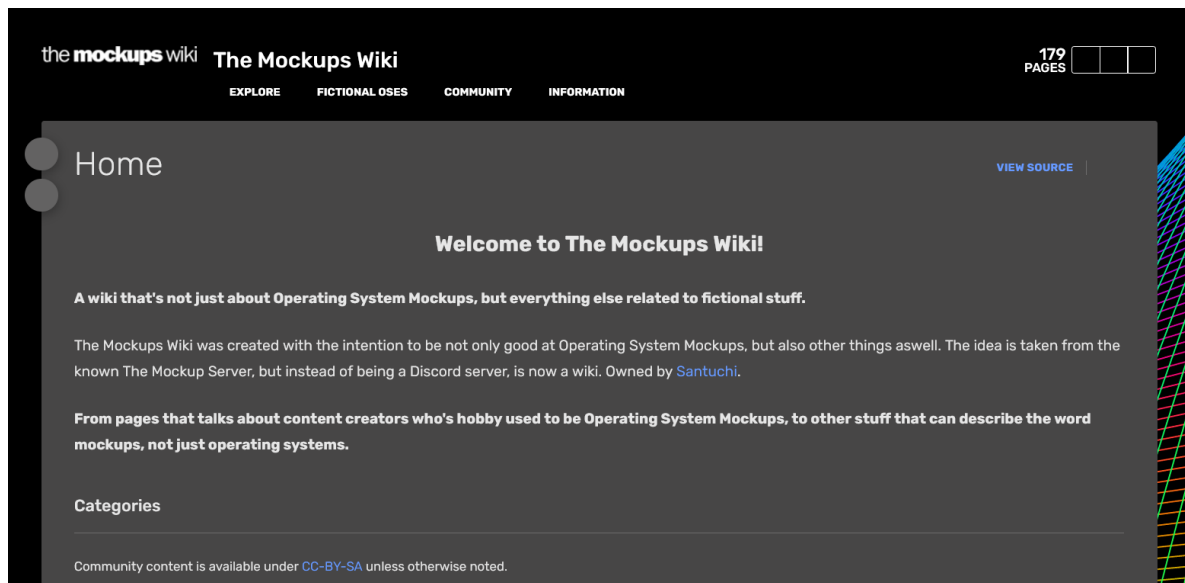 the mockups wiki
The Mockups Wiki
179
PAGES
EXPLORE FICTIONAL OSES COMMUNITY INFORMATION
Home
VIEW SOURCE
Welcome to The Mockups Wiki!
A wiki that's not just about Operating System Mockups, but everything else related to fictional stuff.
The Mockups Wiki was created with the intention to be not only good at Operating System Mockups, but also other things aswell. The idea is taken from the
known The Mockup Server, but instead of being a Discord server, is now a wiki. Owned by Santuchi.
From pages that talks about content creators who's hobby used to be Operating System Mockups, to other stuff that can describe the word
mockups, not just operating systems.
Categories
Community content is available under CC-BY-SA unless otherwise noted.